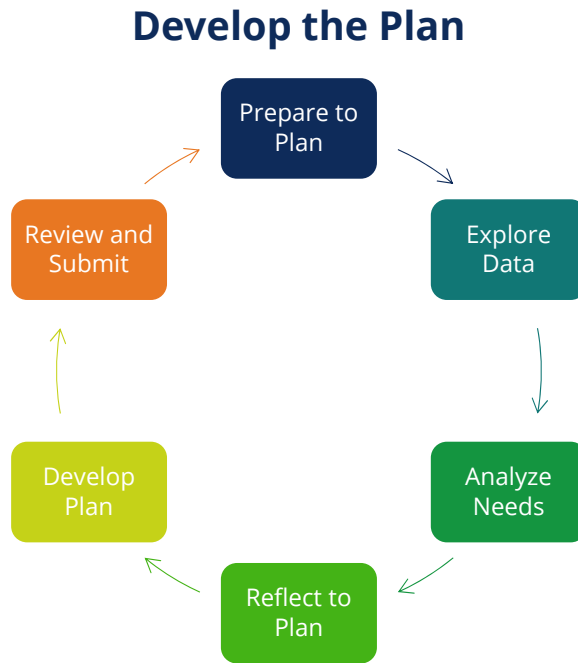 Develop the Plan
Prepare to
Plan
Explore
Data
Analyze
Needs
Reflect to
Plan
Develop
Plan
Review and
Submit